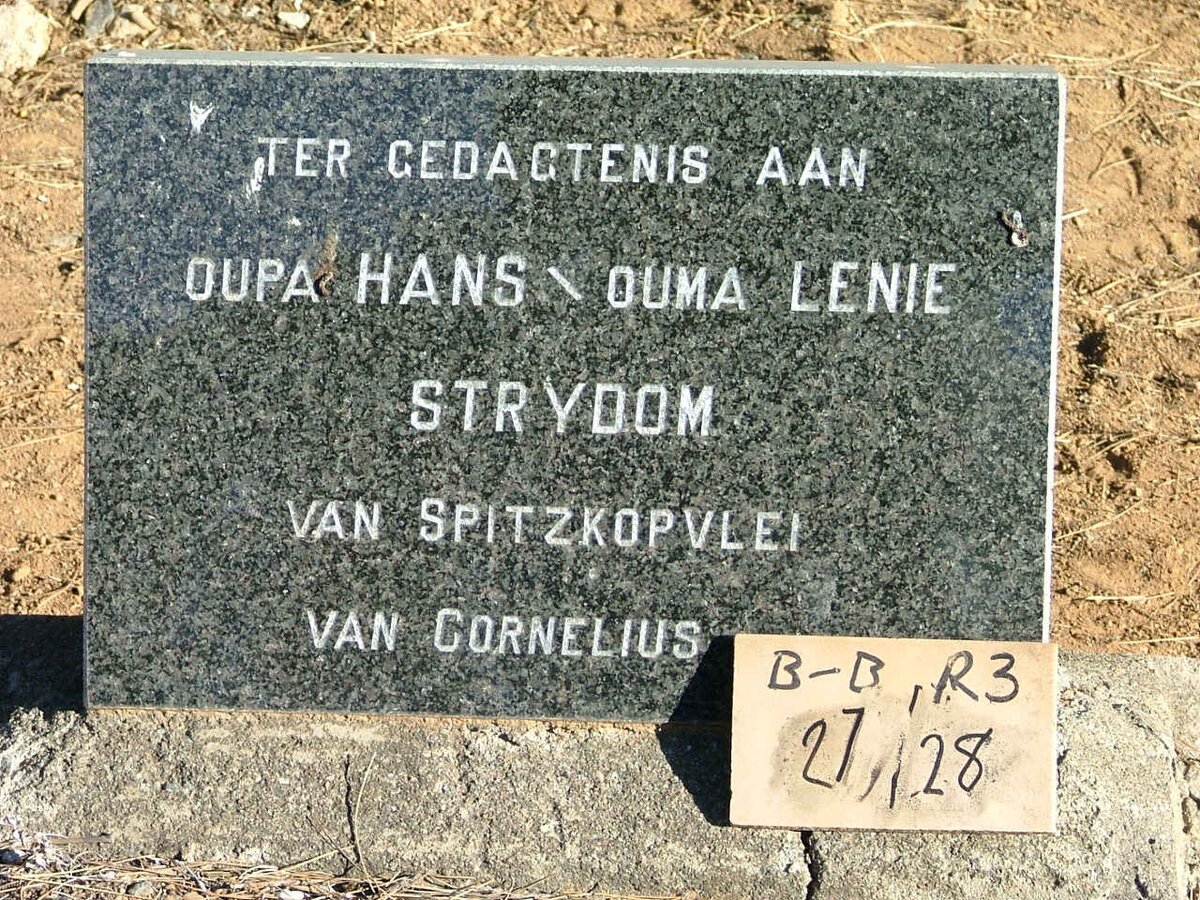 TER GEDAGTENIS AAN
OUPA HANS \ OUMA LENIE
STRYDOM
VAN SPITZKOPVLEI
VAN CORNELIUS
B-B, R3
27, 28